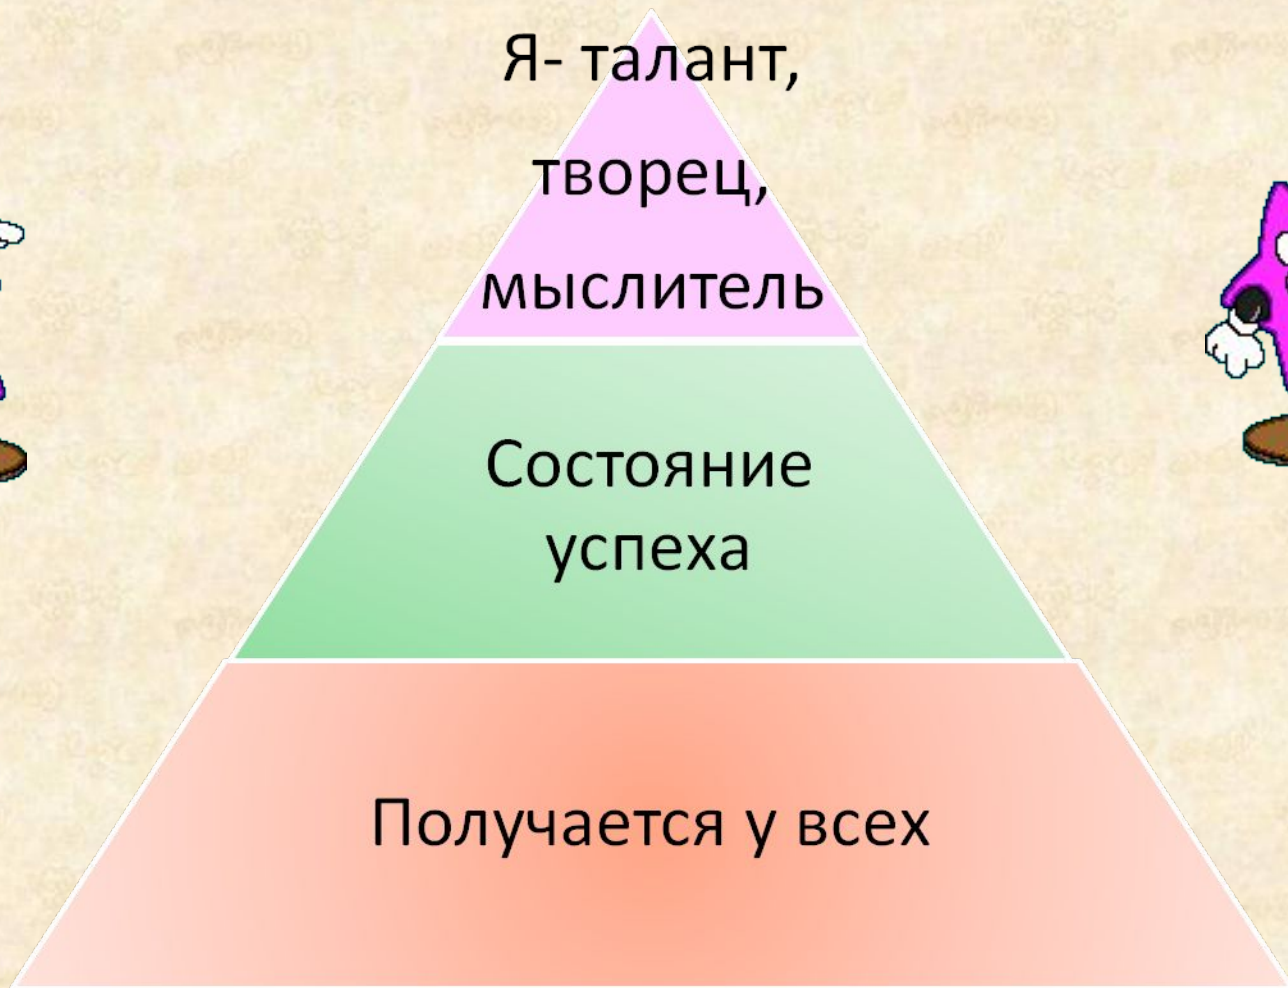 Я- талант,
творец,
мыслитель
Состояние
успеха
Получается у всех